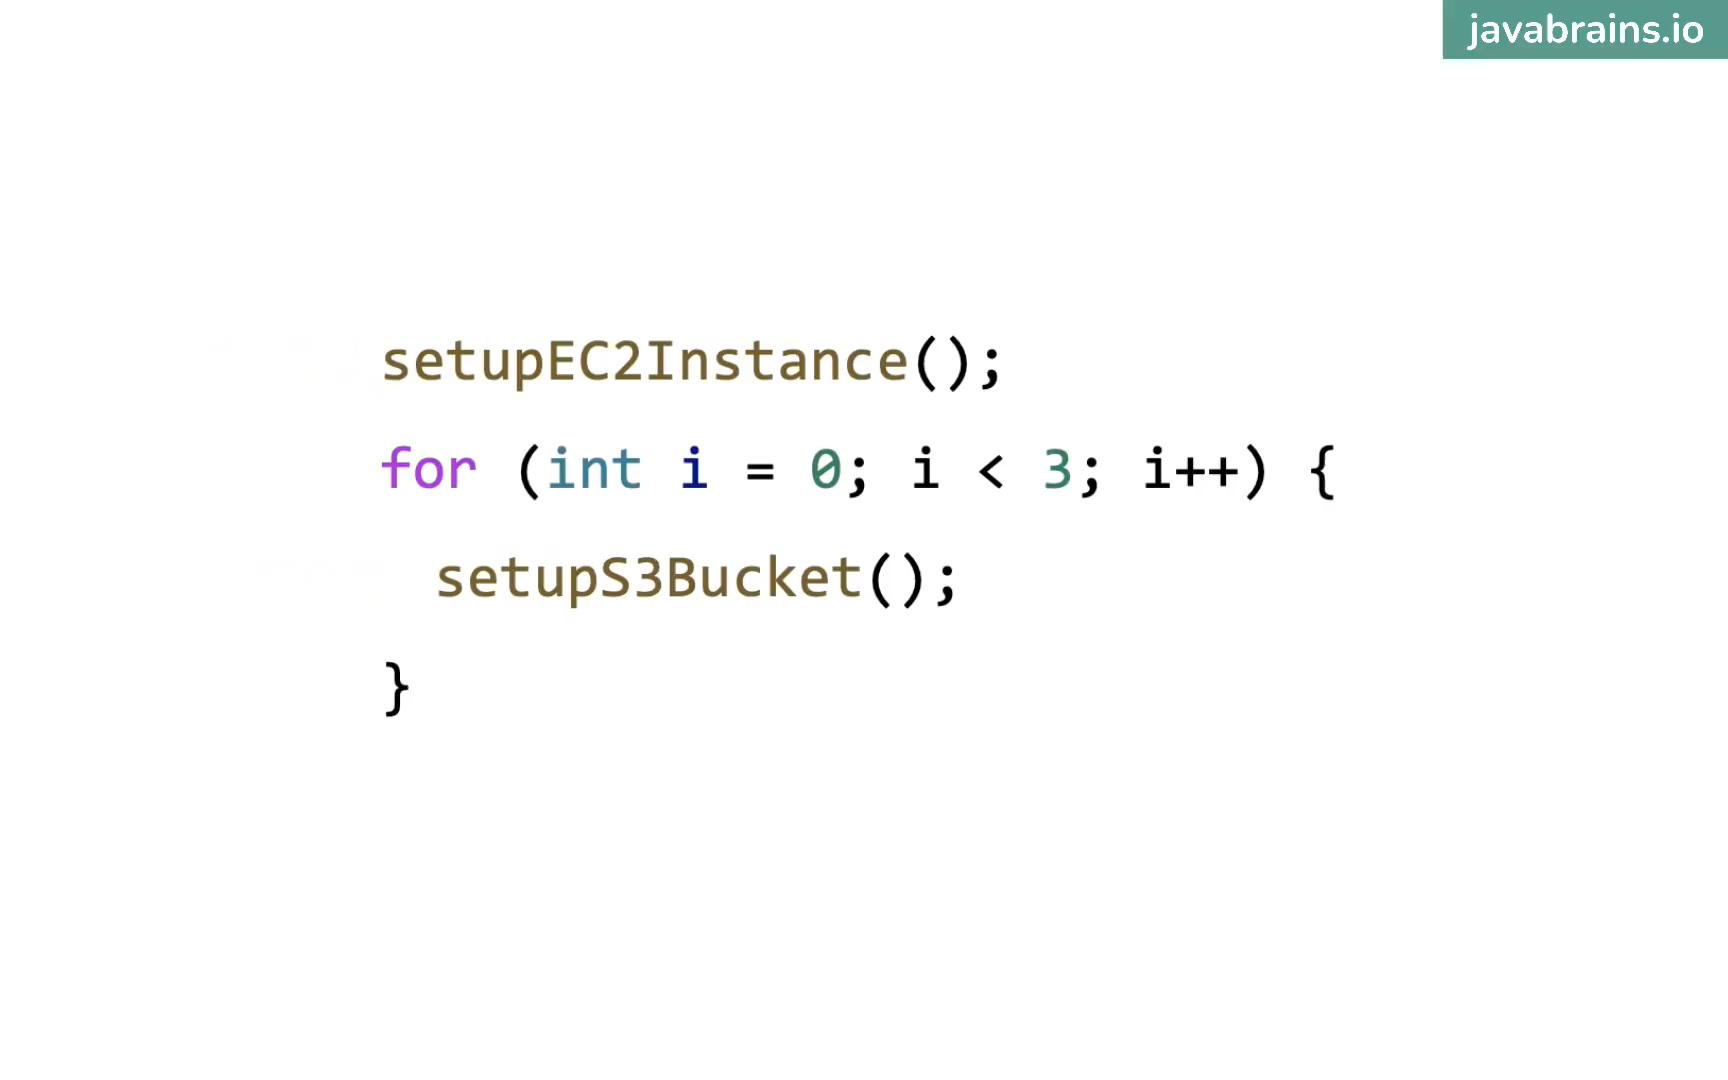 javabrains.io
setupEC2Instance();
for (int i = 0; i < 3; i++) {
setupS3Bucket();
}